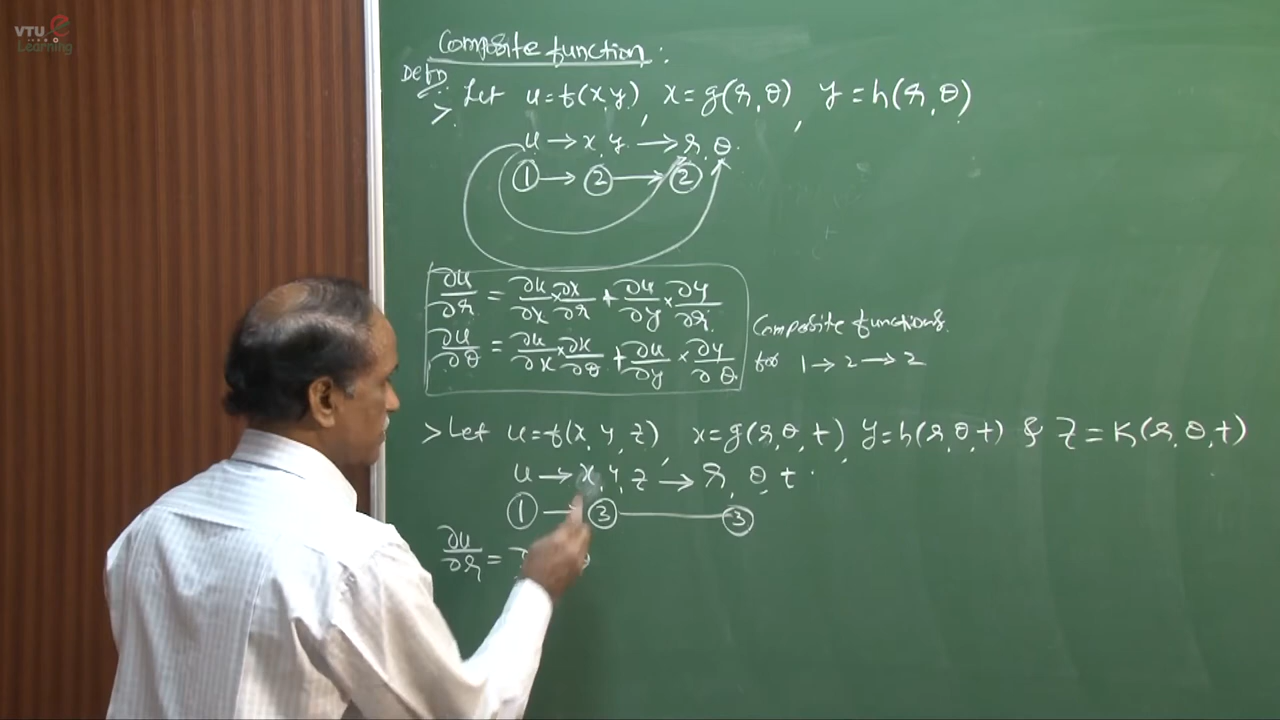 VTU e Learning
Composite function:
Defn
> Let u=f(x,y), x=g(r,θ), y=h(r,θ)
u → x,y → r,θ
① → ② → ②
∂u/∂r = ∂u/∂x × ∂x/∂r + ∂u/∂y × ∂y/∂r
∂u/∂θ = ∂u/∂x × ∂x/∂θ + ∂u/∂y × ∂y/∂θ
Composite functions
for 1 → 2 → 2
> Let u=f(x,y,z), x=g(r,θ,t), y=h(r,θ,t) & z=K(r,θ,t)
u → x,y,z → r,θ,t
① → ③ — ③
∂u/∂r =